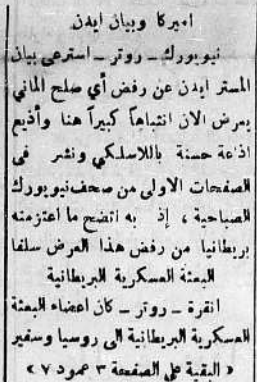 اميركا وبيان ايدن
نيويورك – روتر – استرعى بيان
المستر ايدن عن رفض أي صلح الماني
يعرض الان انتباهاً كبيراً هنا وأذيع
اذاعة حسنة باللاسلكي ونشر في
الصفحات الاولى من صحف نيويورك
الصباحية ، إذ به اتضح ما اعتزمته
بريطانيا من رفض هذا العرض سلفا
البعثة العسكرية البريطانية
انقرة – روتر – كان اعضاء البعثة
العسكرية البريطانية الى روسيا وسفير
« البقية على الصفحة ٣ عمود ٧ »